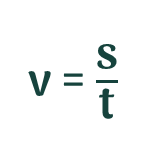 v = s/t